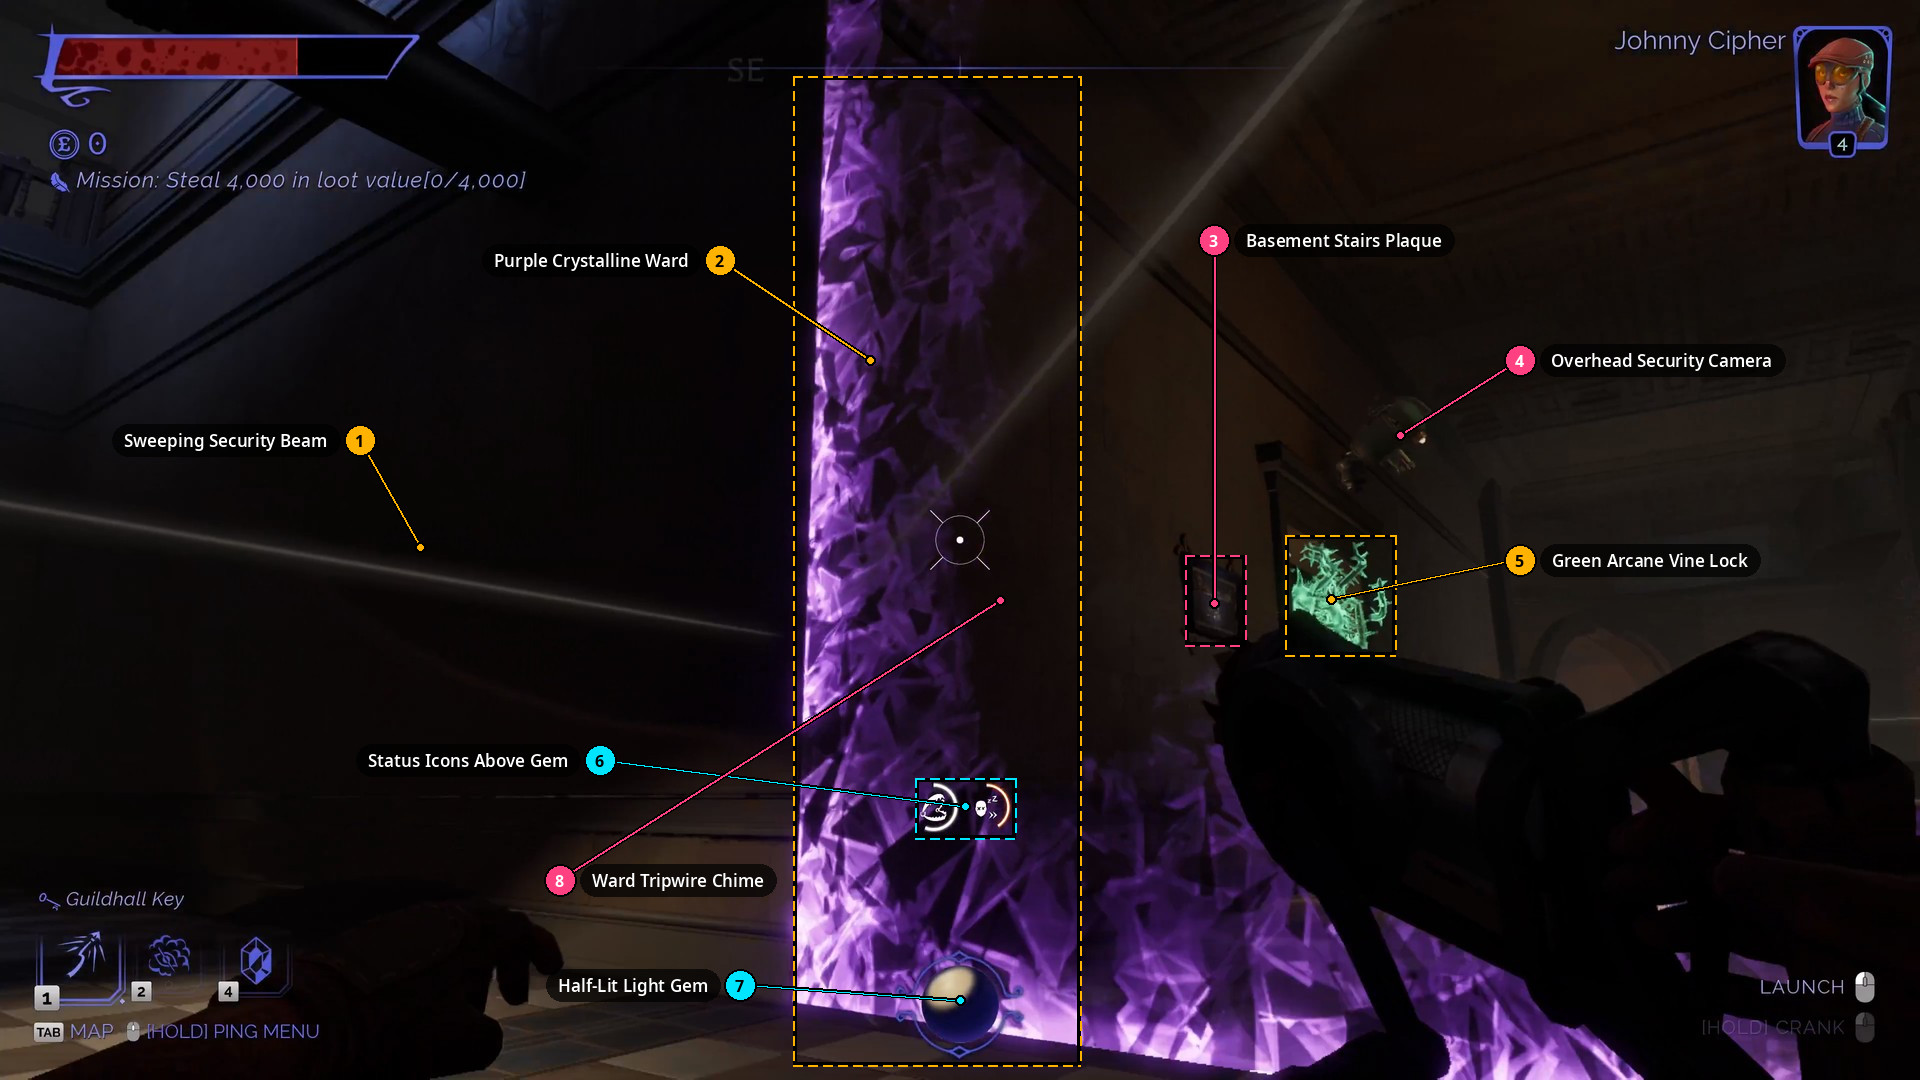 SE
Johnny Cipher
4
£ 0
Mission: Steal 4,000 in loot value[0/4,000]
3 Basement Stairs Plaque
Purple Crystalline Ward 2
4 Overhead Security Camera
Sweeping Security Beam 1
5 Green Arcane Vine Lock
Status Icons Above Gem 6
8 Ward Tripwire Chime
Guildhall Key
Half-Lit Light Gem 7
1
2
4
LAUNCH
TAB MAP [HOLD] PING MENU
[HOLD] CRANK